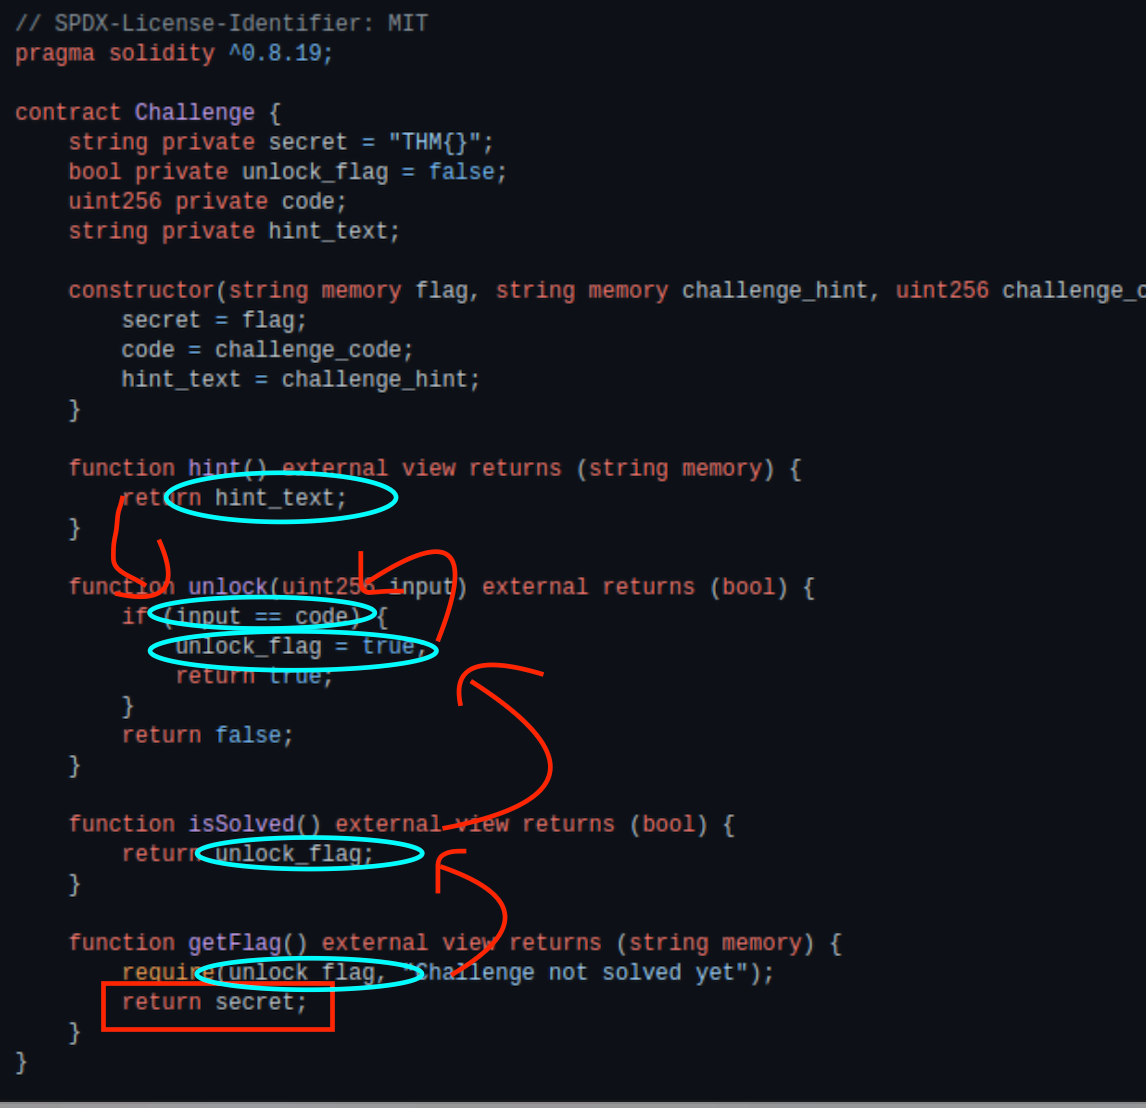 // SPDX-License-Identifier: MIT
pragma solidity ^0.8.19;
contract Challenge {
string private secret = "THM{}";
bool private unlock_flag = false;
uint256 private code;
string private hint_text;
constructor(string memory flag, string memory challenge_hint, uint256 challenge_c
secret = flag;
code = challenge_code;
hint_text = challenge_hint;
}
function hint() external view returns (string memory) {
return hint_text;
}
function unlock(uint256 input) external returns (bool) {
if (input == code) {
unlock_flag = true;
return true;
}
return false;
}
function isSolved() external view returns (bool) {
return unlock_flag;
}
function getFlag() external view returns (string memory) {
require(unlock_flag, "Challenge not solved yet");
return secret;
}
}